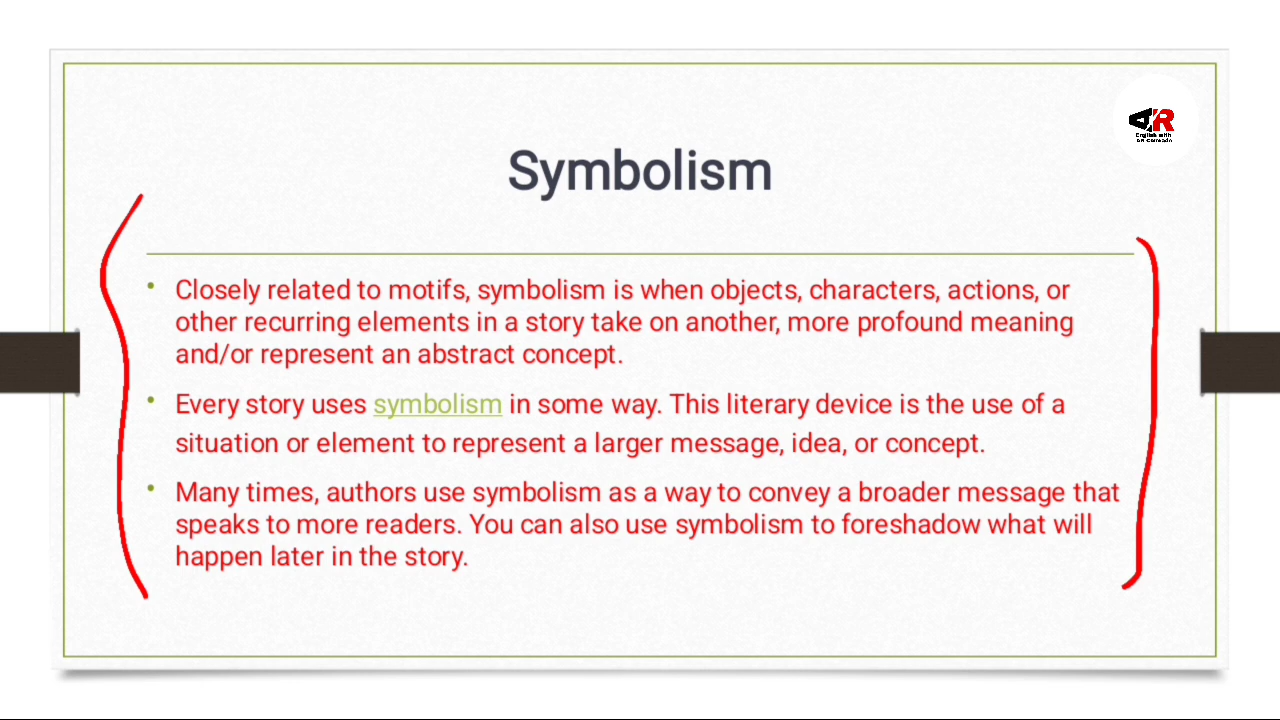 AR
English with
Symbolism
• Closely related to motifs, symbolism is when objects, characters, actions, or
other recurring elements in a story take on another, more profound meaning
and/or represent an abstract concept.
• Every story uses symbolism in some way. This literary device is the use of a
situation or element to represent a larger message, idea, or concept.
• Many times, authors use symbolism as a way to convey a broader message that
speaks to more readers. You can also use symbolism to foreshadow what will
happen later in the story.